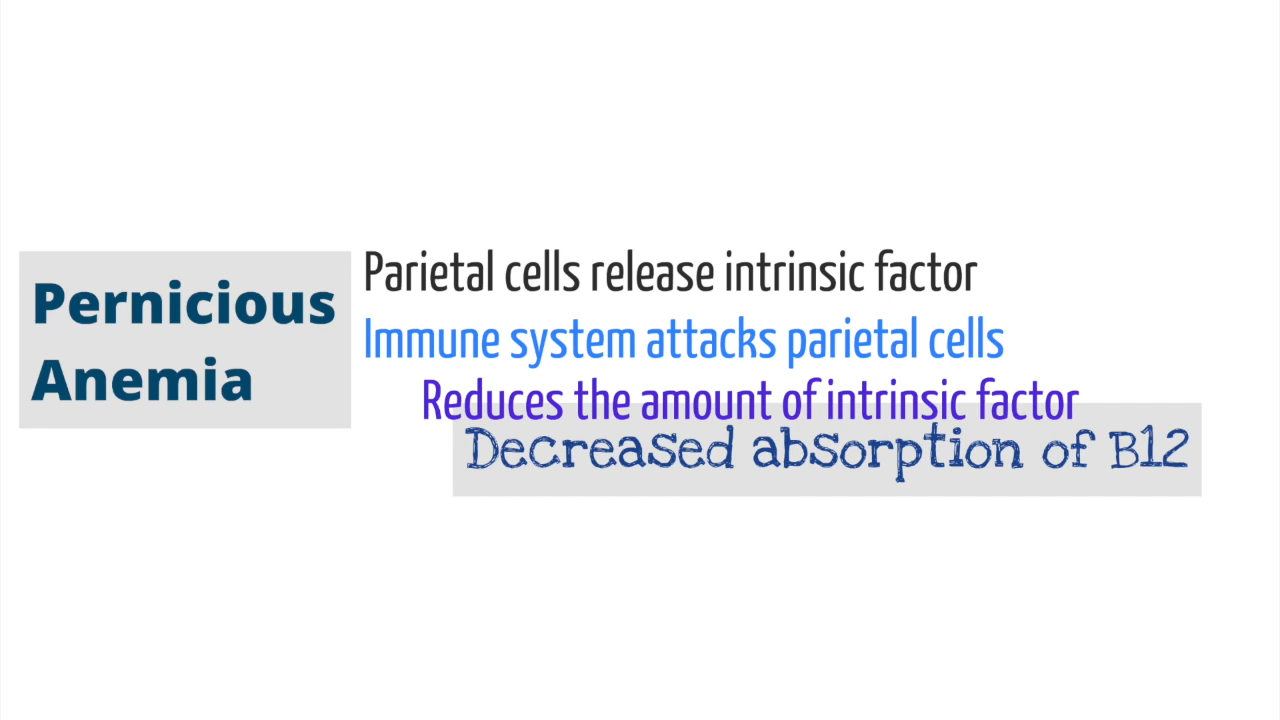 Pernicious
Anemia
Parietal cells release intrinsic factor
Immune system attacks parietal cells
Reduces the amount of intrinsic factor
Decreased absorption of B12